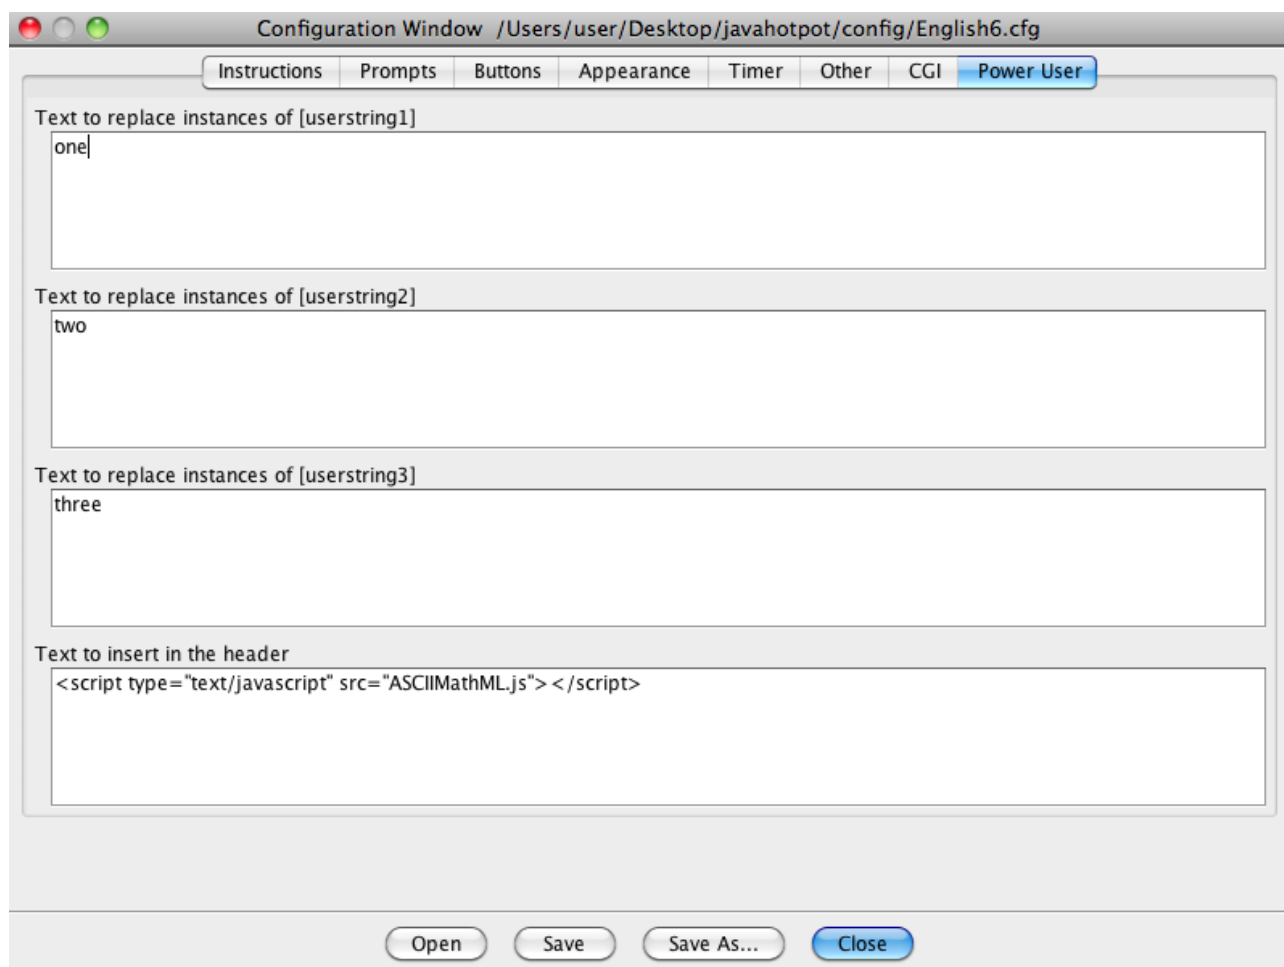 Configuration Window /Users/user/Desktop/javahotpot/config/English6.cfg
Instructions Prompts Buttons Appearance Timer Other CGI Power User
Text to replace instances of [userstring1]
one
Text to replace instances of [userstring2]
two
Text to replace instances of [userstring3]
three
Text to insert in the header
<script type="text/javascript" src="ASCIIMathML.js"></script>
Open Save Save As... Close